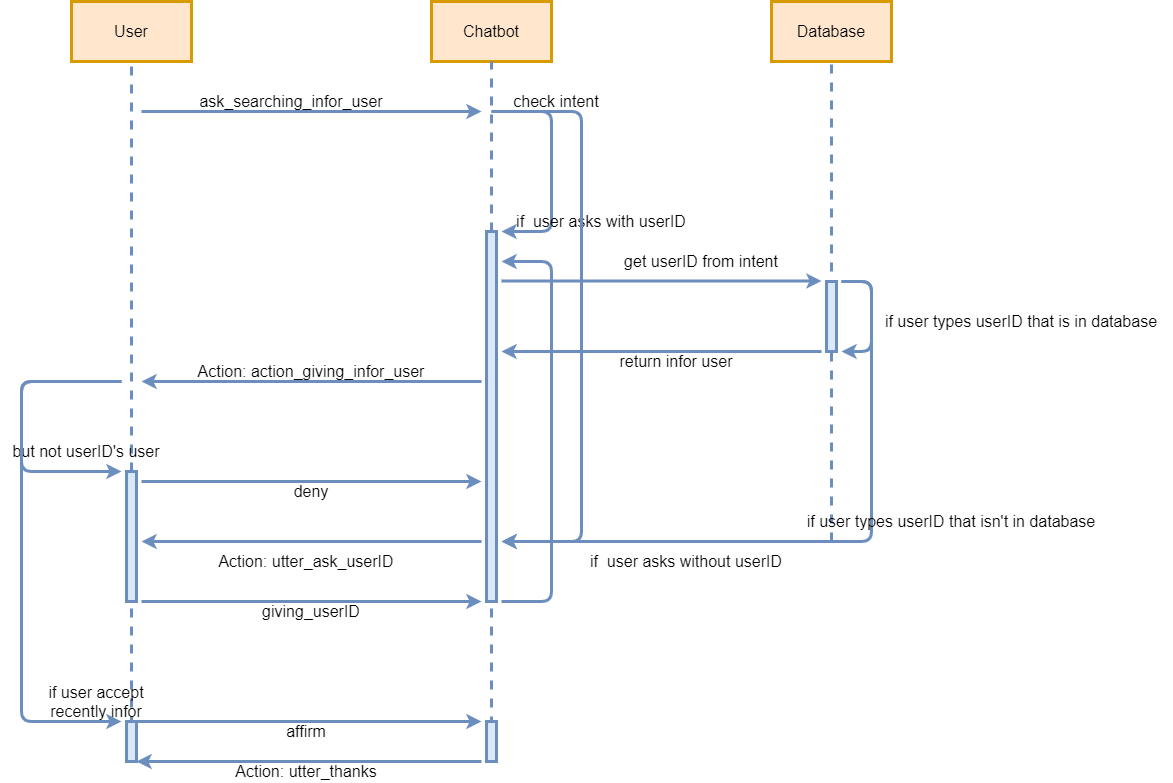 User
Chatbot
Database
ask_searching_infor_user
check intent
if  user asks with userID
get userID from intent
if user types userID that is in database
return infor user
Action: action_giving_infor_user
but not userID's user
deny
if user types userID that isn't in database
Action: utter_ask_userID
if  user asks without userID
giving_userID
if user accept
recently infor
affirm
Action: utter_thanks